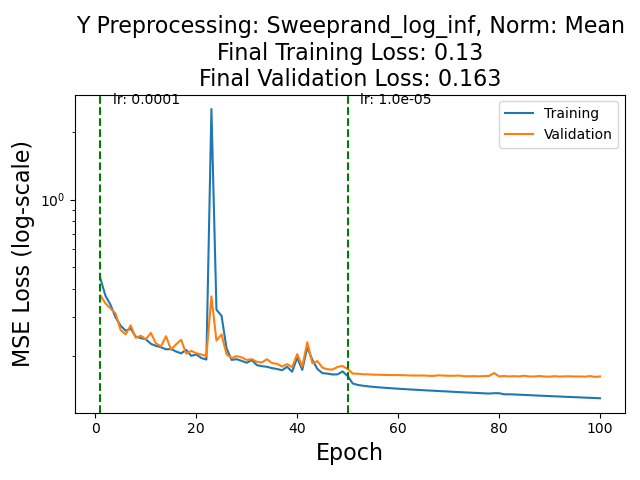 Y Preprocessing: Sweeprand_log_inf, Norm: Mean
Final Training Loss: 0.13
Final Validation Loss: 0.163
lr: 0.0001
lr: 1.0e-05
Training
Validation
MSE Loss (log-scale)
10⁰
0
20
40
60
80
100
Epoch